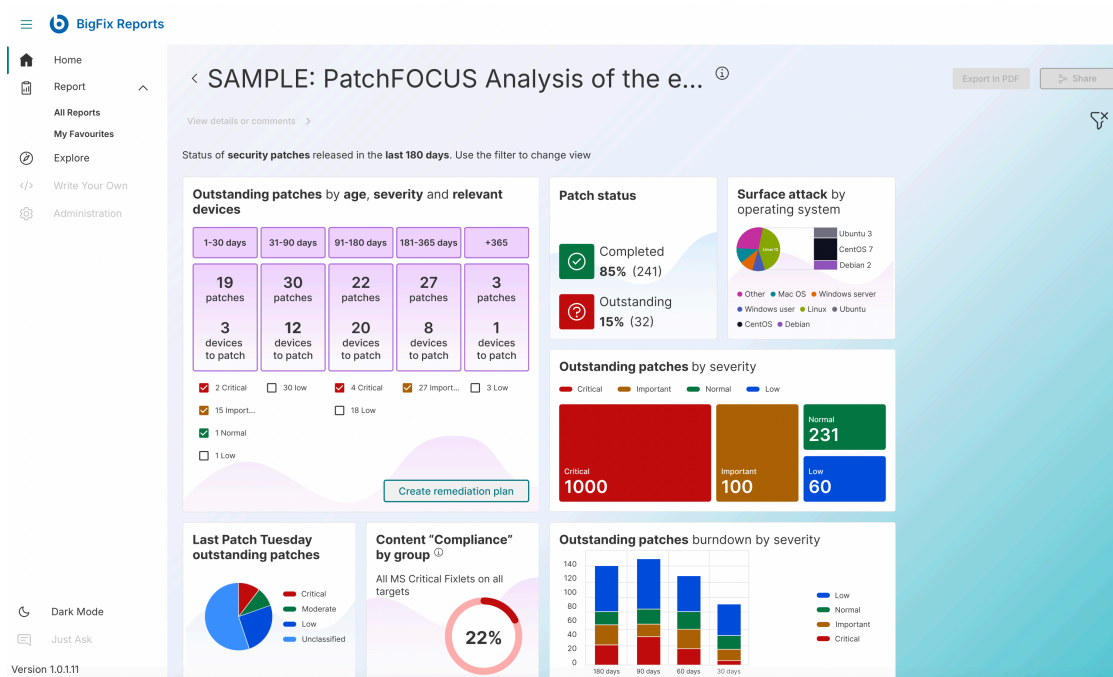 BigFix Reports
Home
Report
All Reports
My Favourites
Explore
Write Your Own
Administration
Dark Mode
Just Ask
Version 1.0.1.11
SAMPLE: PatchFOCUS Analysis of the e...
Export in PDF
Share
View details or comments
Status of security patches released in the last 180 days. Use the filter to change view
Outstanding patches by age, severity and relevant
devices
1-30 days 31-90 days 91-180 days 181-365 days +365
19 30 22 27 3
patches patches patches patches patches
3 12 20 8 1
devices devices devices devices devices
to patch to patch to patch to patch to patch
2 Critical 30 low 4 Critical 27 Import... 3 Low
15 Import... 18 Low
1 Normal
1 Low
Create remediation plan
Patch status
Completed
85% (241)
Outstanding
15% (32)
Surface attack by
operating system
Linux 12
Ubuntu 3
CentOS 7
Debian 2
Other Mac OS Windows server
Windows user Linux Ubuntu
CentOS Debian
Outstanding patches by severity
Critical Important Normal Low
Critical
1000
Important
100
Normal
231
Low
60
Last Patch Tuesday
outstanding patches
Critical
Moderate
Low
Unclassified
Content “Compliance”
by group
All MS Critical Fixlets on all
targets
22%
Outstanding patches burndown by severity
140
120
100
80
60
40
20
0
180 days 90 days 60 days 30 days
Low
Normal
Important
Critical